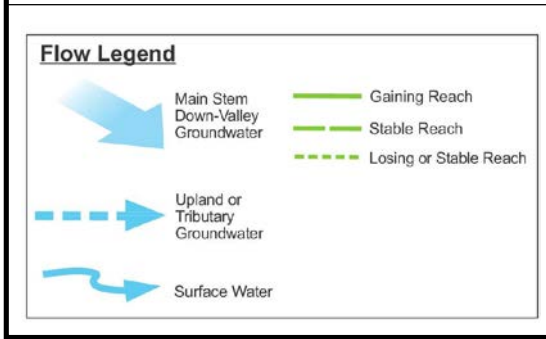 Flow Legend
Main Stem
Down-Valley
Groundwater
Upland or
Tributary
Groundwater
Surface Water
Gaining Reach
Stable Reach
Losing or Stable Reach